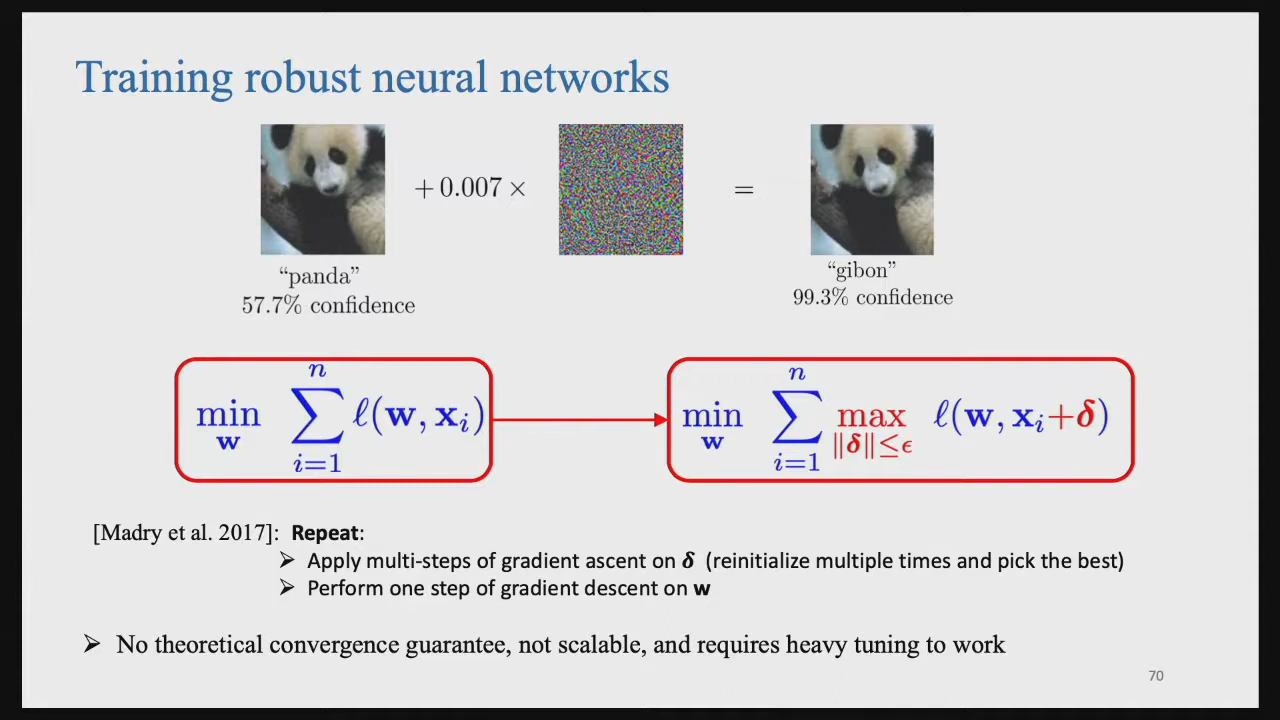 Training robust neural networks
+ 0.007 ×
=
“panda”
57.7% confidence
“gibon”
99.3% confidence
min_w ∑_{i=1}^{n} ℓ(w, x_i)
min_w ∑_{i=1}^{n} max_{‖δ‖≤ϵ} ℓ(w, x_i+δ)
[Madry et al. 2017]: Repeat:
➢ Apply multi-steps of gradient ascent on δ (reinitialize multiple times and pick the best)
➢ Perform one step of gradient descent on w
➢ No theoretical convergence guarantee, not scalable, and requires heavy tuning to work
70